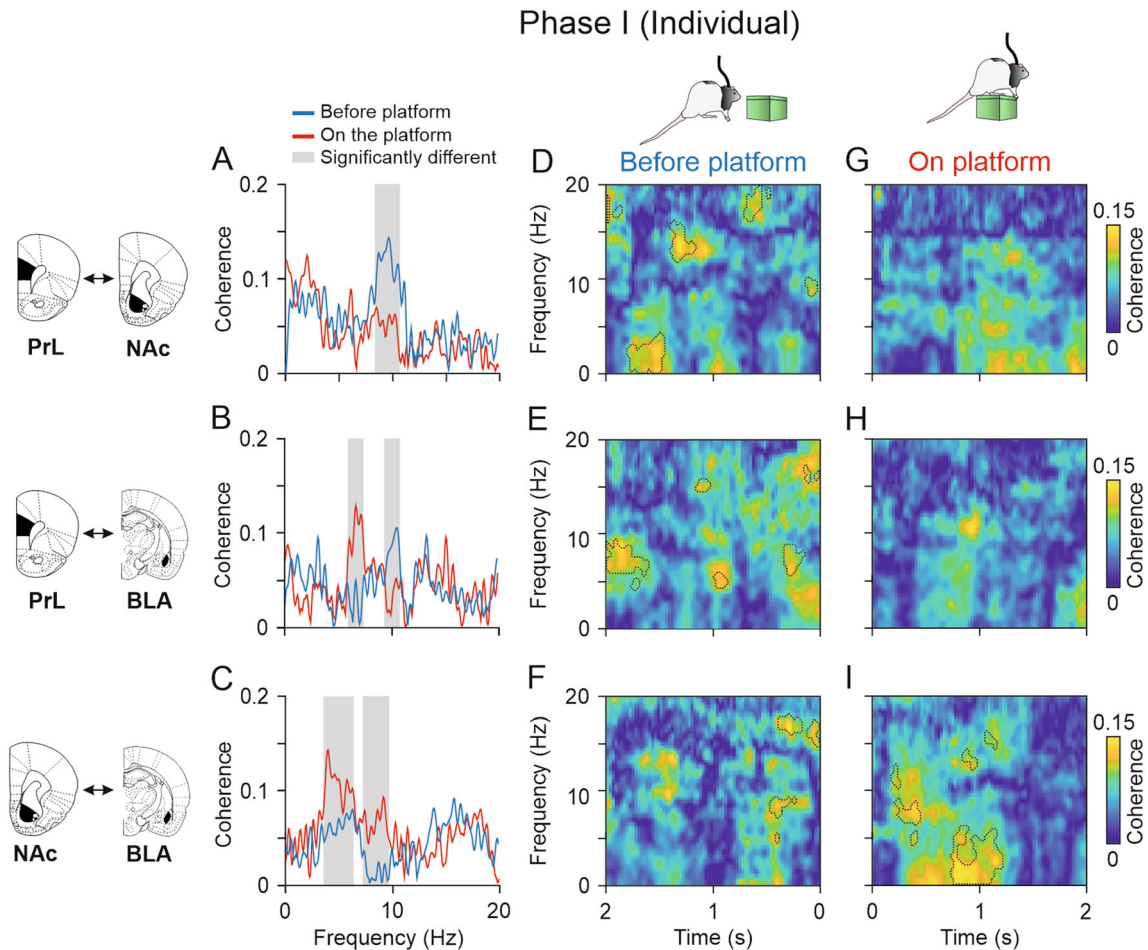 Phase I (Individual)
Before platform
On the platform
Significantly different
A
D
Before platform
G
On platform
0.2
0.1
0
Coherence
PrL
NAc
20
10
0
Frequency (Hz)
0.15
0
Coherence
B
E
H
0.2
0.1
0
Coherence
PrL
BLA
20
10
0
Frequency (Hz)
0.15
0
Coherence
C
F
I
0.2
0.1
0
Coherence
NAc
BLA
20
10
0
Frequency (Hz)
0.15
0
Coherence
0 10 20
2 1 0
0 1 2
Frequency (Hz)
Time (s)
Time (s)